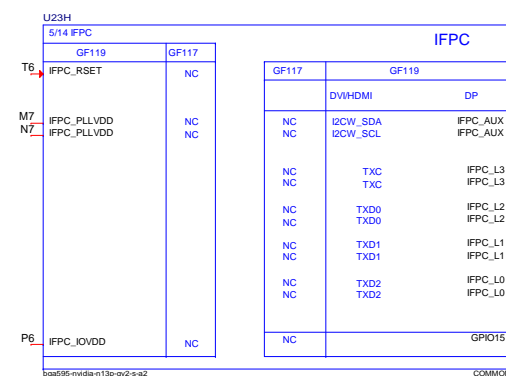 U23H
5/14 IFPC
IFPC
GF119 GF117
T6 IFPC_RSET NC
GF117 GF119
DVI/HDMI DP
M7 IFPC_PLLVDD NC
N7 IFPC_PLLVDD NC
NC I2CW_SDA IFPC_AUX
NC I2CW_SCL IFPC_AUX
NC TXC IFPC_L3
NC TXC IFPC_L3
NC TXD0 IFPC_L2
NC TXD0 IFPC_L2
NC TXD1 IFPC_L1
NC TXD1 IFPC_L1
NC TXD2 IFPC_L0
NC TXD2 IFPC_L0
P6 IFPC_IOVDD NC
NC GPIO15
bga595-nvidia-n13p-gv2-s-a2 COMMON